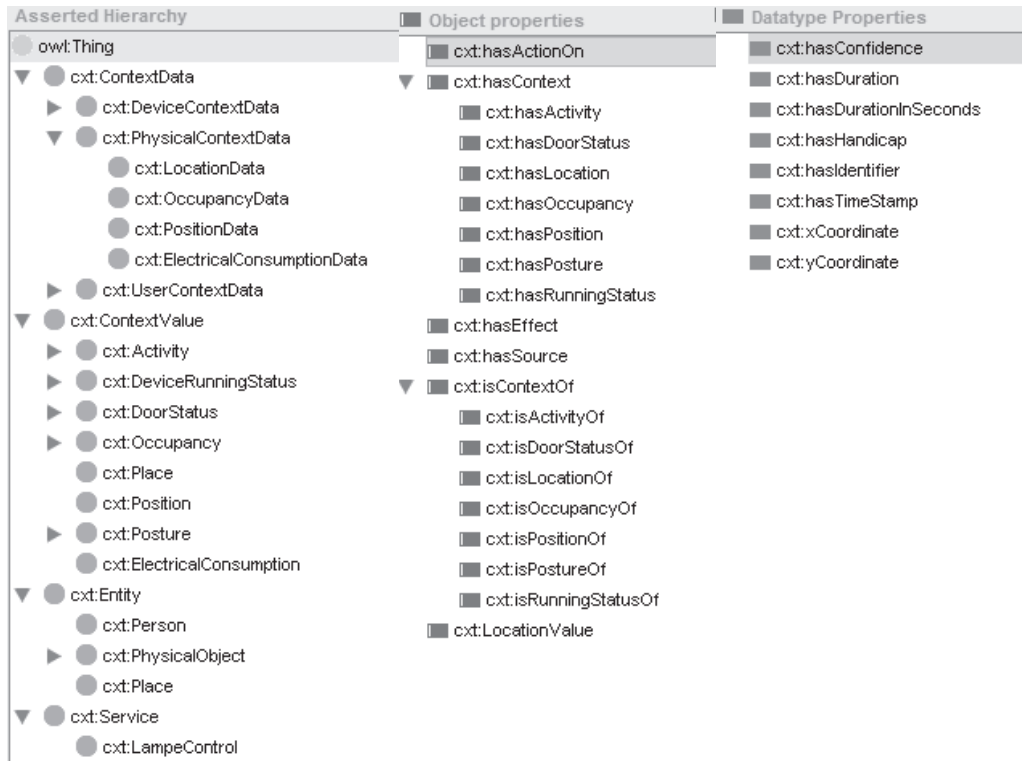 Asserted Hierarchy
owl:Thing
cxt:ContextData
cxt:DeviceContextData
cxt:PhysicalContextData
cxt:LocationData
cxt:OccupancyData
cxt:PositionData
cxt:ElectricalConsumptionData
cxt:UserContextData
cxt:ContextValue
cxt:Activity
cxt:DeviceRunningStatus
cxt:DoorStatus
cxt:Occupancy
cxt:Place
cxt:Position
cxt:Posture
cxt:ElectricalConsumption
cxt:Entity
cxt:Person
cxt:PhysicalObject
cxt:Place
cxt:Service
cxt:LampeControl
Object properties
cxt:hasActionOn
cxt:hasContext
cxt:hasActivity
cxt:hasDoorStatus
cxt:hasLocation
cxt:hasOccupancy
cxt:hasPosition
cxt:hasPosture
cxt:hasRunningStatus
cxt:hasEffect
cxt:hasSource
cxt:isContextOf
cxt:isActivityOf
cxt:isDoorStatusOf
cxt:isLocationOf
cxt:isOccupancyOf
cxt:isPositionOf
cxt:isPostureOf
cxt:isRunningStatusOf
cxt:LocationValue
Datatype Properties
cxt:hasConfidence
cxt:hasDuration
cxt:hasDurationInSeconds
cxt:hasHandicap
cxt:hasIdentifier
cxt:hasTimeStamp
cxt:xCoordinate
cxt:yCoordinate